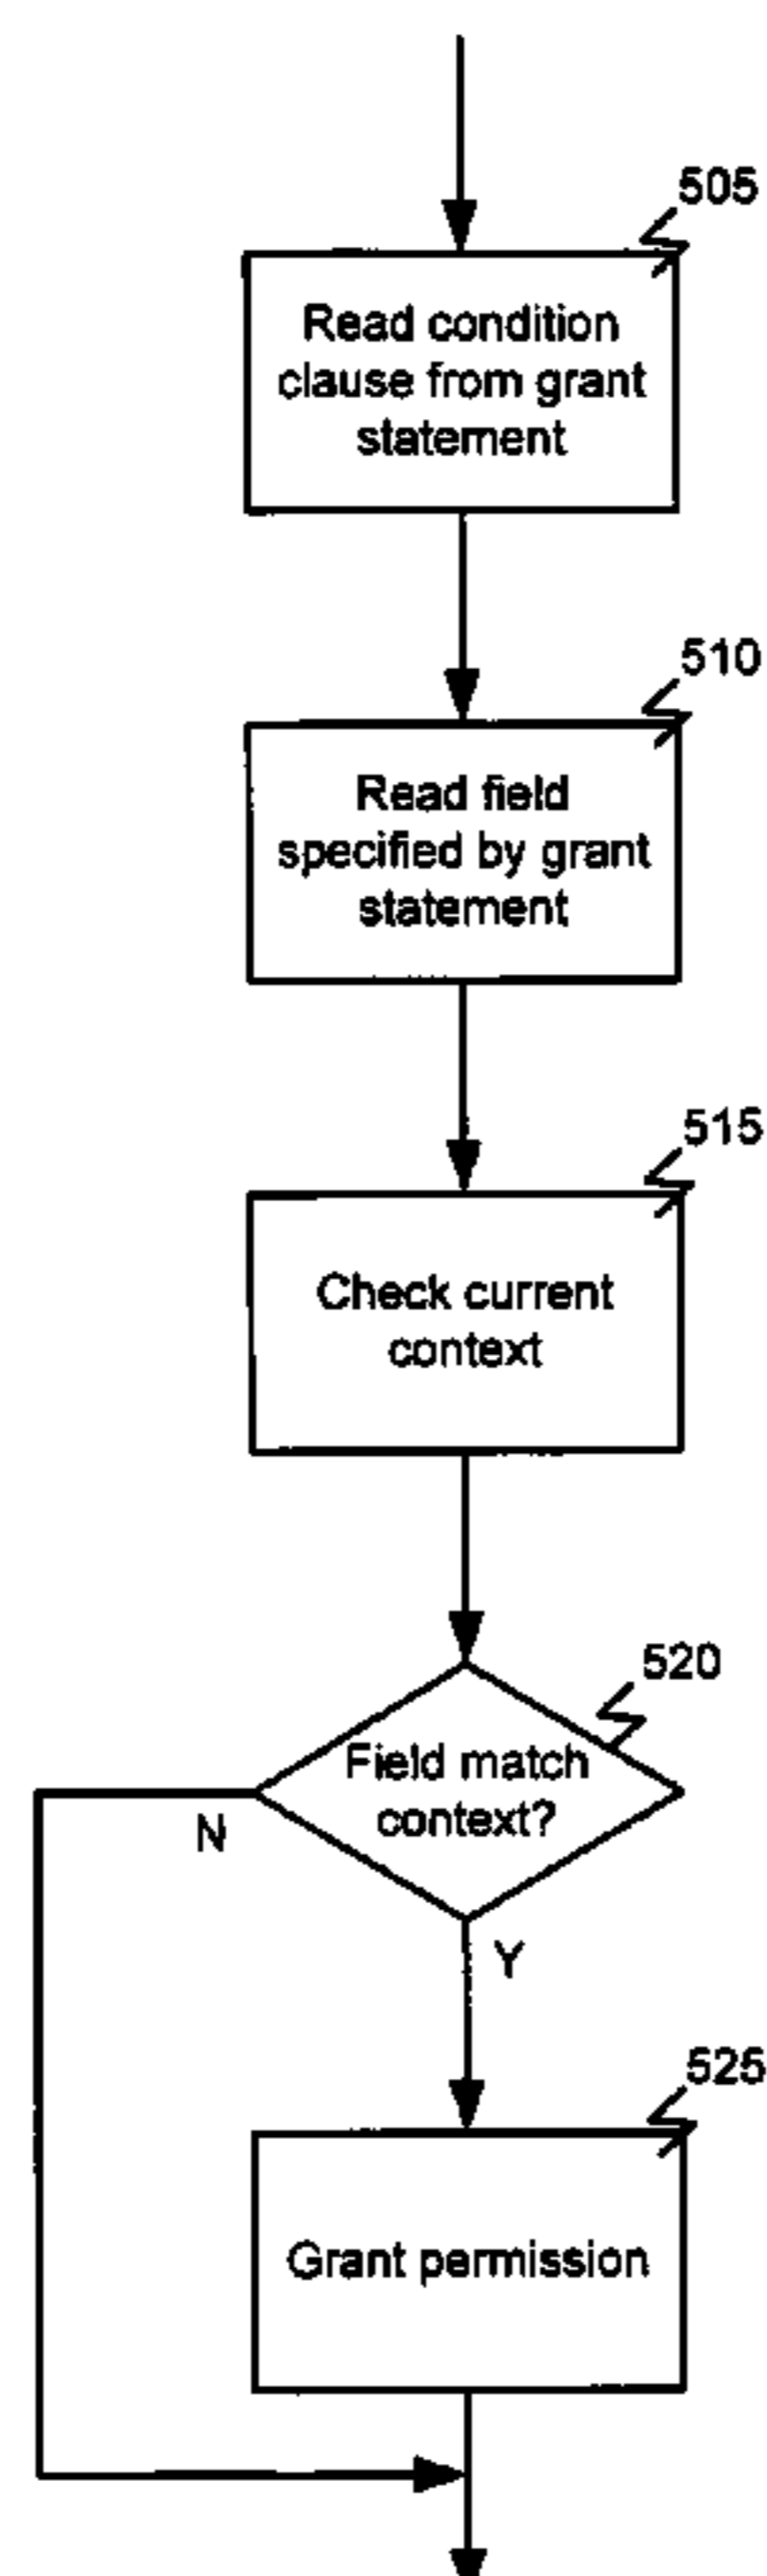 505
Read condition
clause from grant
statement
510
Read field
specified by grant
statement
515
Check current
context
520
Field match
context?
N
Y
525
Grant permission